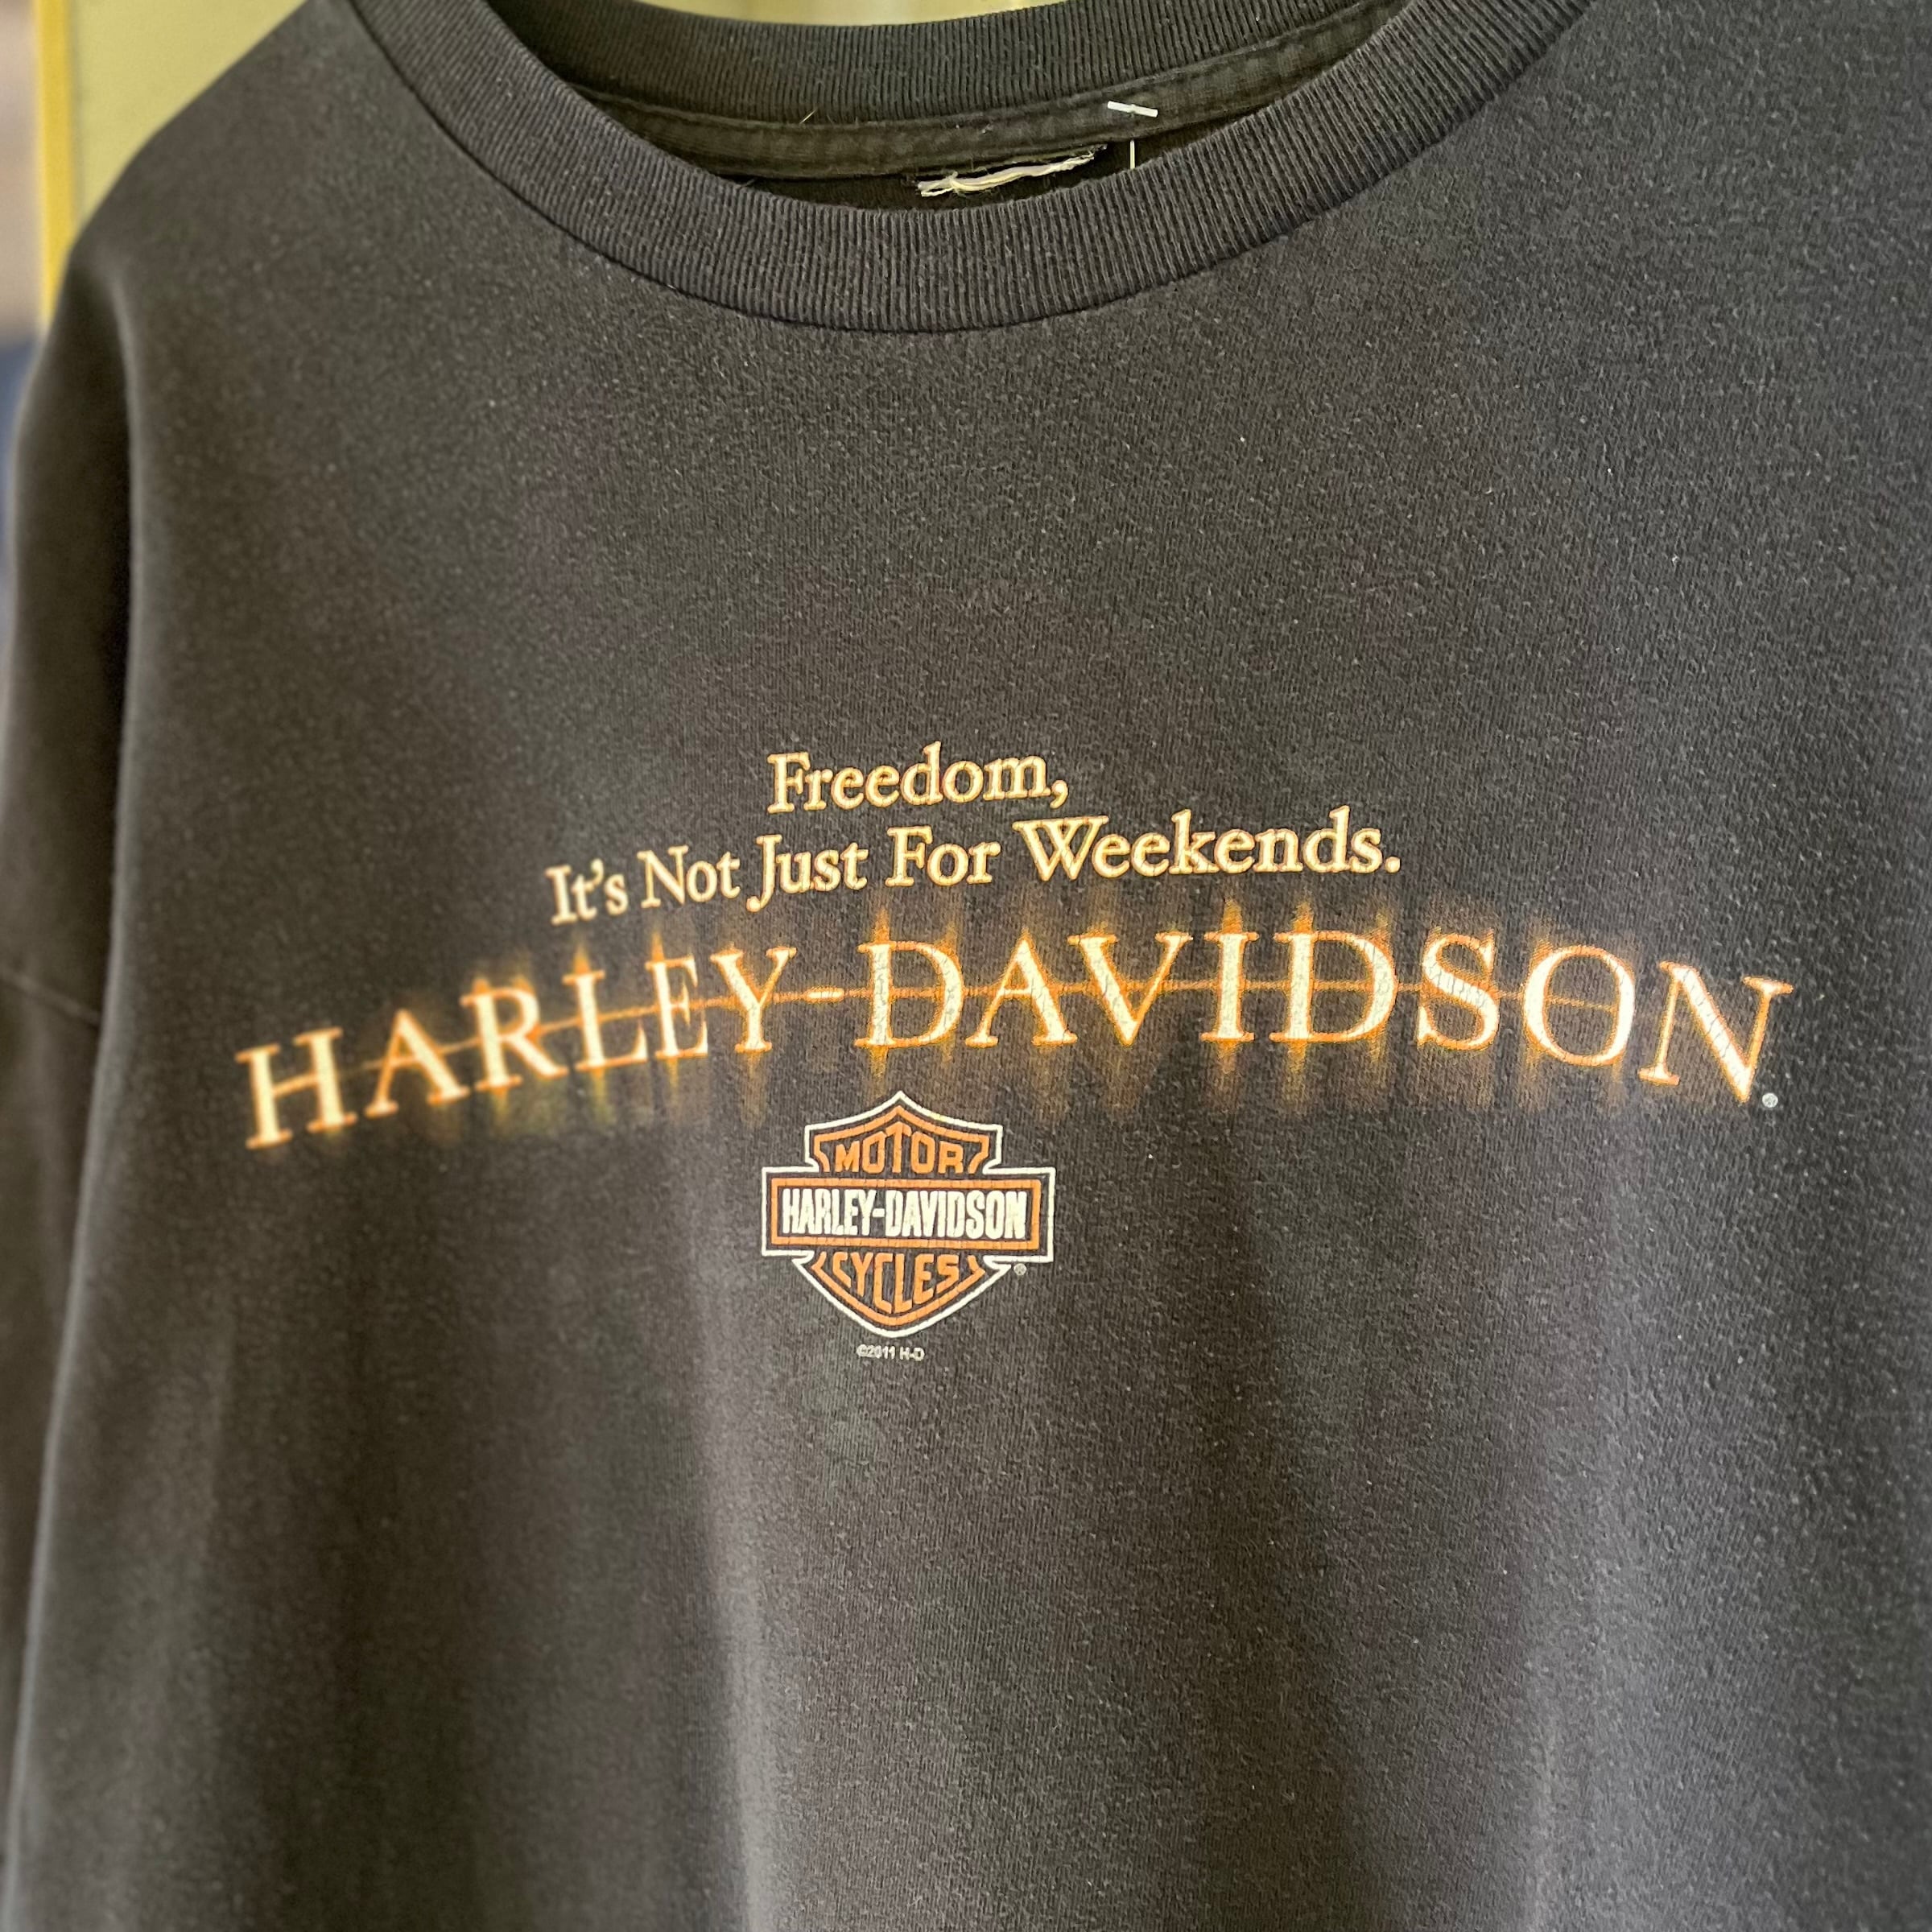 Freedom,
It's Not Just For Weekends.
HARLEY-DAVIDSON®
MOTOR
HARLEY-DAVIDSON
CYCLES®
©2011 H-D